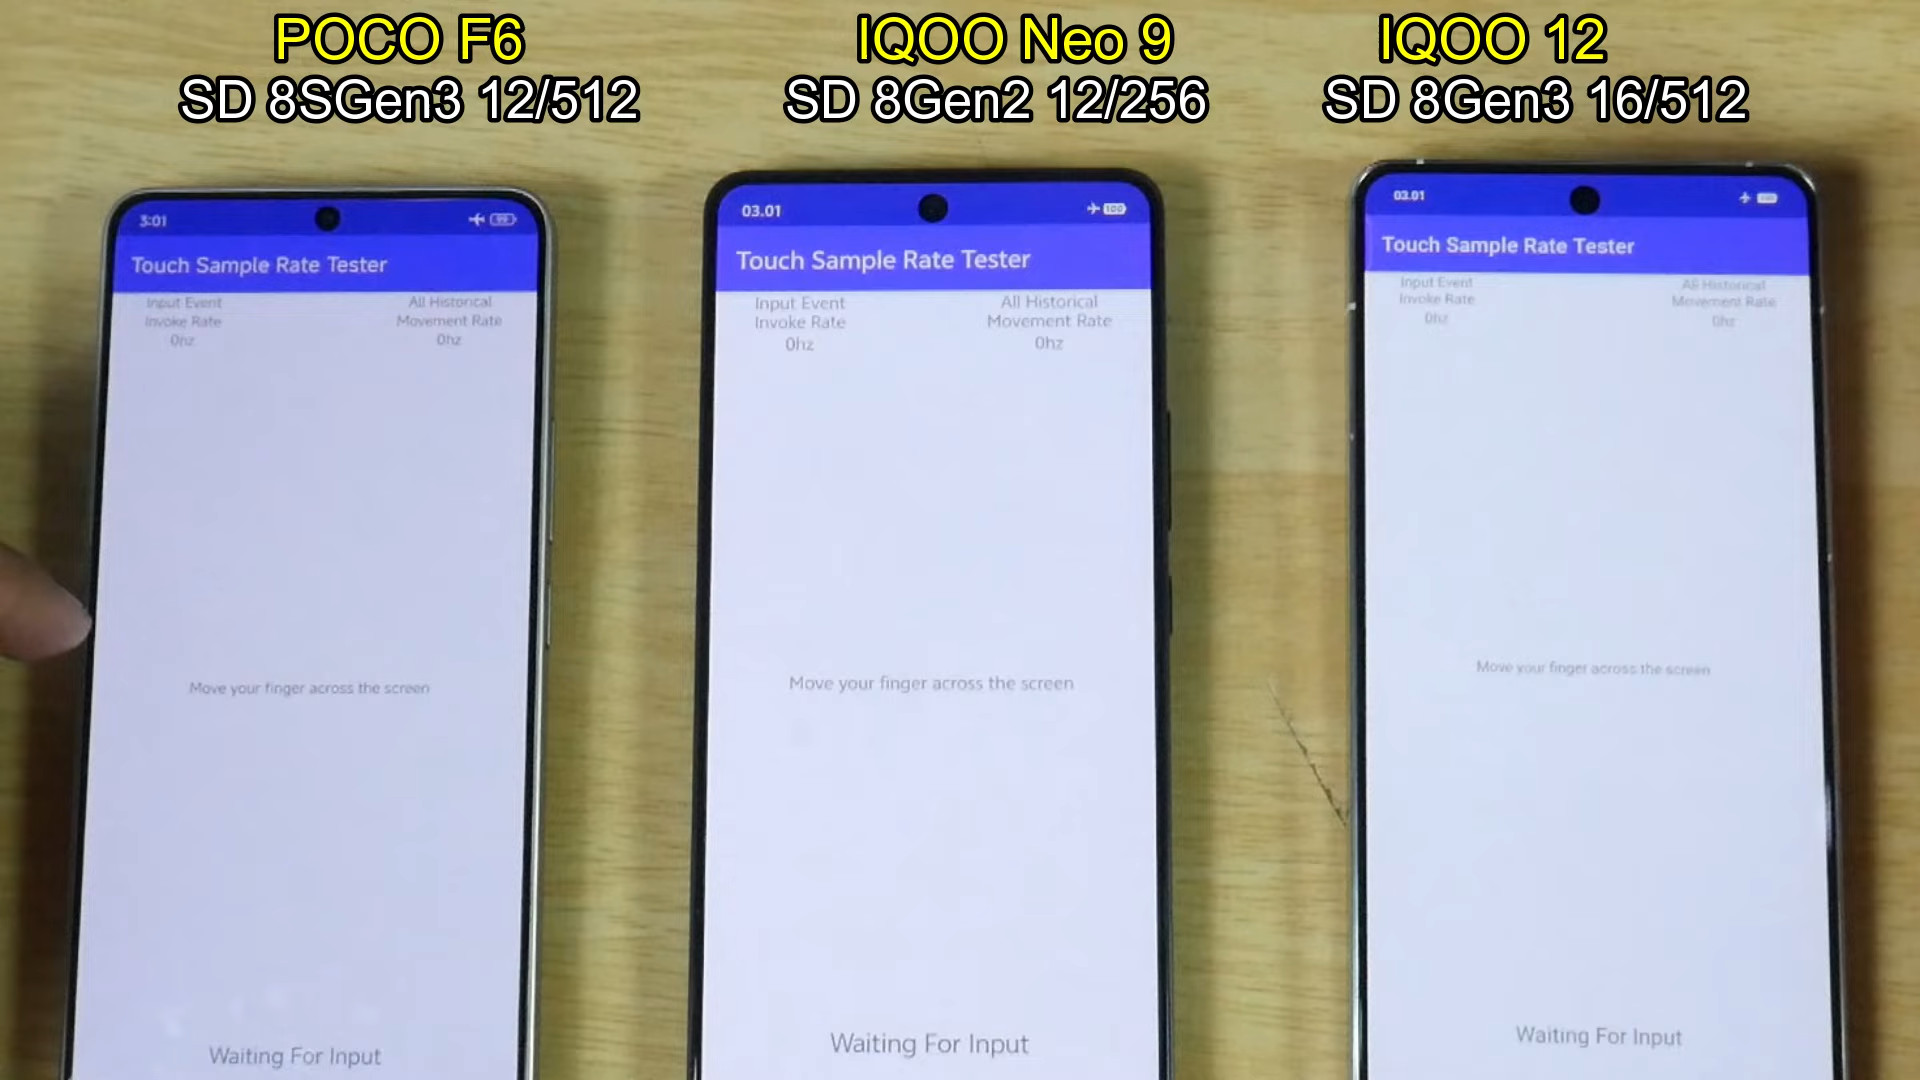 POCO F6
SD 8SGen3 12/512
IQOO Neo 9
SD 8Gen2 12/256
IQOO 12
SD 8Gen3 16/512
3:01
99
Touch Sample Rate Tester
Input Event
Invoke Rate
0hz
All Historical
Movement Rate
0hz
Move your finger across the screen
Waiting For Input
03.01
100
Touch Sample Rate Tester
Input Event
Invoke Rate
0hz
All Historical
Movement Rate
0hz
Move your finger across the screen
Waiting For Input
03.01
Touch Sample Rate Tester
Input Event
Invoke Rate
0hz
All Historical
Movement Rate
0hz
Move your finger across the screen
Waiting For Input